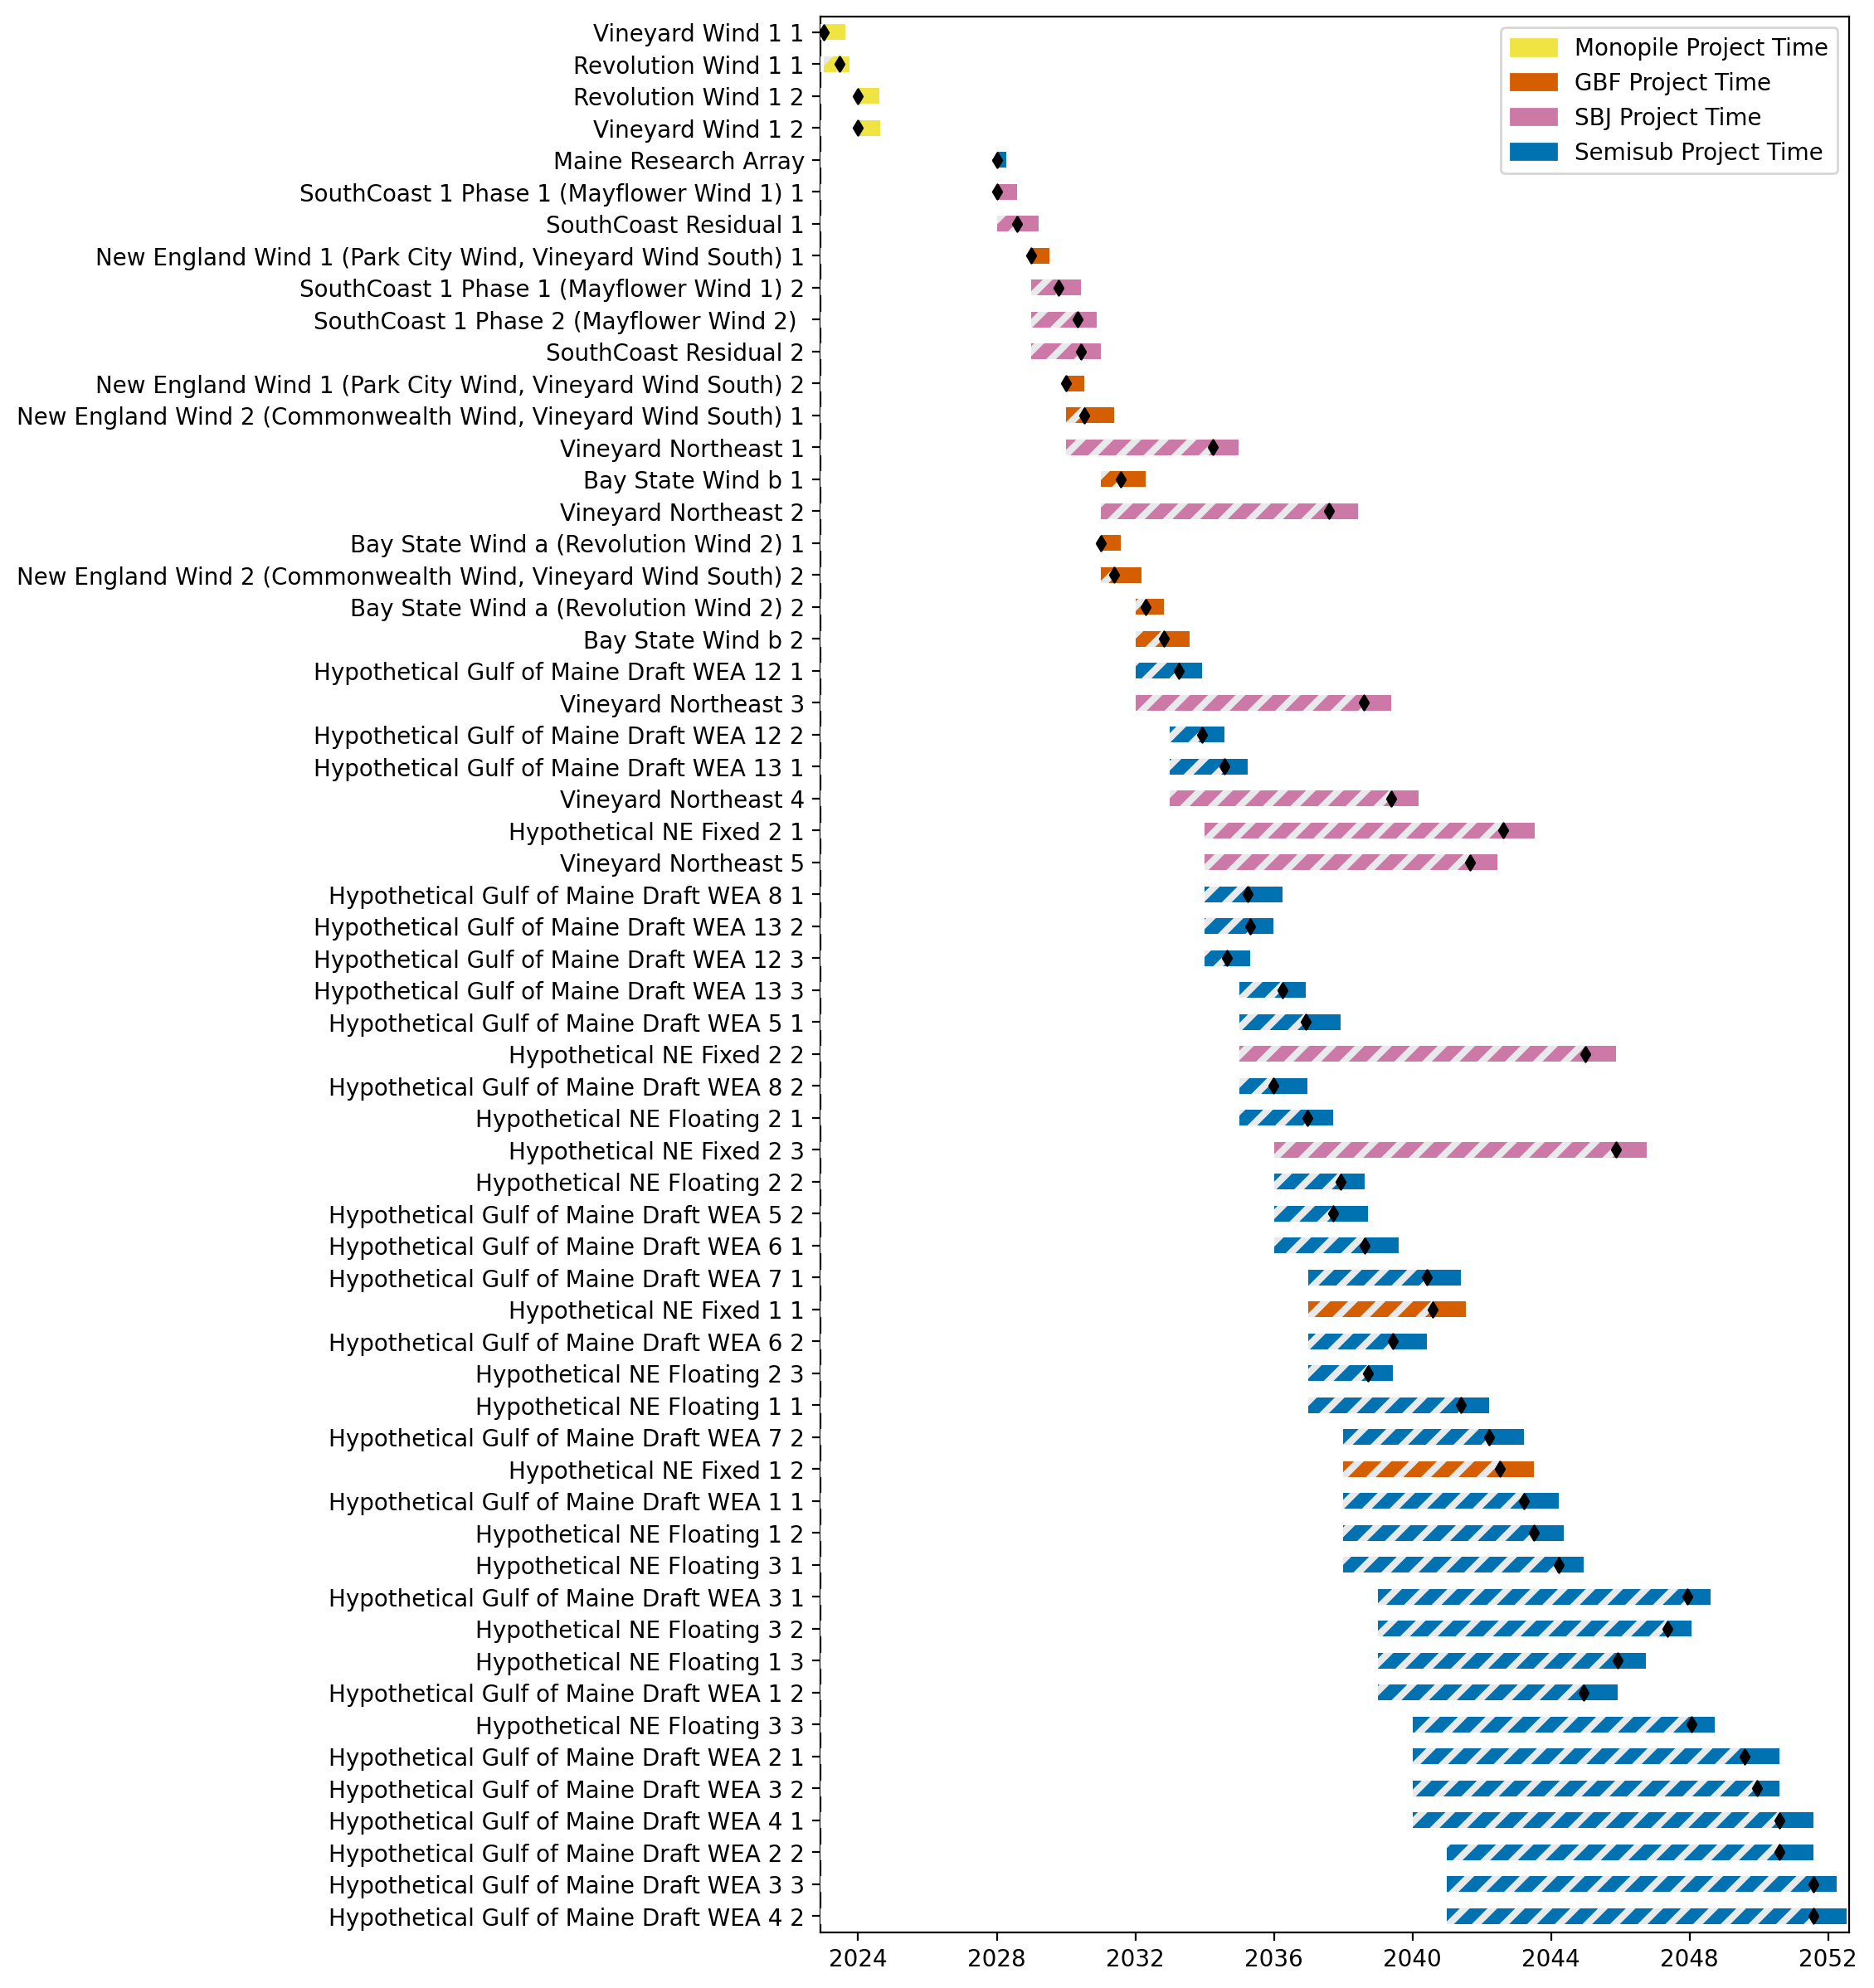 Vineyard Wind 1 1
Revolution Wind 1 1
Revolution Wind 1 2
Vineyard Wind 1 2
Maine Research Array
SouthCoast 1 Phase 1 (Mayflower Wind 1) 1
SouthCoast Residual 1
New England Wind 1 (Park City Wind, Vineyard Wind South) 1
SouthCoast 1 Phase 1 (Mayflower Wind 1) 2
SouthCoast 1 Phase 2 (Mayflower Wind 2)
SouthCoast Residual 2
New England Wind 1 (Park City Wind, Vineyard Wind South) 2
New England Wind 2 (Commonwealth Wind, Vineyard Wind South) 1
Vineyard Northeast 1
Bay State Wind b 1
Vineyard Northeast 2
Bay State Wind a (Revolution Wind 2) 1
New England Wind 2 (Commonwealth Wind, Vineyard Wind South) 2
Bay State Wind a (Revolution Wind 2) 2
Bay State Wind b 2
Hypothetical Gulf of Maine Draft WEA 12 1
Vineyard Northeast 3
Hypothetical Gulf of Maine Draft WEA 12 2
Hypothetical Gulf of Maine Draft WEA 13 1
Vineyard Northeast 4
Hypothetical NE Fixed 2 1
Vineyard Northeast 5
Hypothetical Gulf of Maine Draft WEA 8 1
Hypothetical Gulf of Maine Draft WEA 13 2
Hypothetical Gulf of Maine Draft WEA 12 3
Hypothetical Gulf of Maine Draft WEA 13 3
Hypothetical Gulf of Maine Draft WEA 5 1
Hypothetical NE Fixed 2 2
Hypothetical Gulf of Maine Draft WEA 8 2
Hypothetical NE Floating 2 1
Hypothetical NE Fixed 2 3
Hypothetical NE Floating 2 2
Hypothetical Gulf of Maine Draft WEA 5 2
Hypothetical Gulf of Maine Draft WEA 6 1
Hypothetical Gulf of Maine Draft WEA 7 1
Hypothetical NE Fixed 1 1
Hypothetical Gulf of Maine Draft WEA 6 2
Hypothetical NE Floating 2 3
Hypothetical NE Floating 1 1
Hypothetical Gulf of Maine Draft WEA 7 2
Hypothetical NE Fixed 1 2
Hypothetical Gulf of Maine Draft WEA 1 1
Hypothetical NE Floating 1 2
Hypothetical NE Floating 3 1
Hypothetical Gulf of Maine Draft WEA 3 1
Hypothetical NE Floating 3 2
Hypothetical NE Floating 1 3
Hypothetical Gulf of Maine Draft WEA 1 2
Hypothetical NE Floating 3 3
Hypothetical Gulf of Maine Draft WEA 2 1
Hypothetical Gulf of Maine Draft WEA 3 2
Hypothetical Gulf of Maine Draft WEA 4 1
Hypothetical Gulf of Maine Draft WEA 2 2
Hypothetical Gulf of Maine Draft WEA 3 3
Hypothetical Gulf of Maine Draft WEA 4 2
Monopile Project Time
GBF Project Time
SBJ Project Time
Semisub Project Time
2024 2028 2032 2036 2040 2044 2048 2052